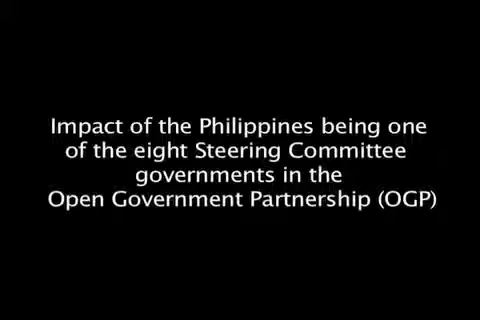 Impact of the Philippines being one
of the eight Steering Committee
governments in the
Open Government Partnership (OGP)